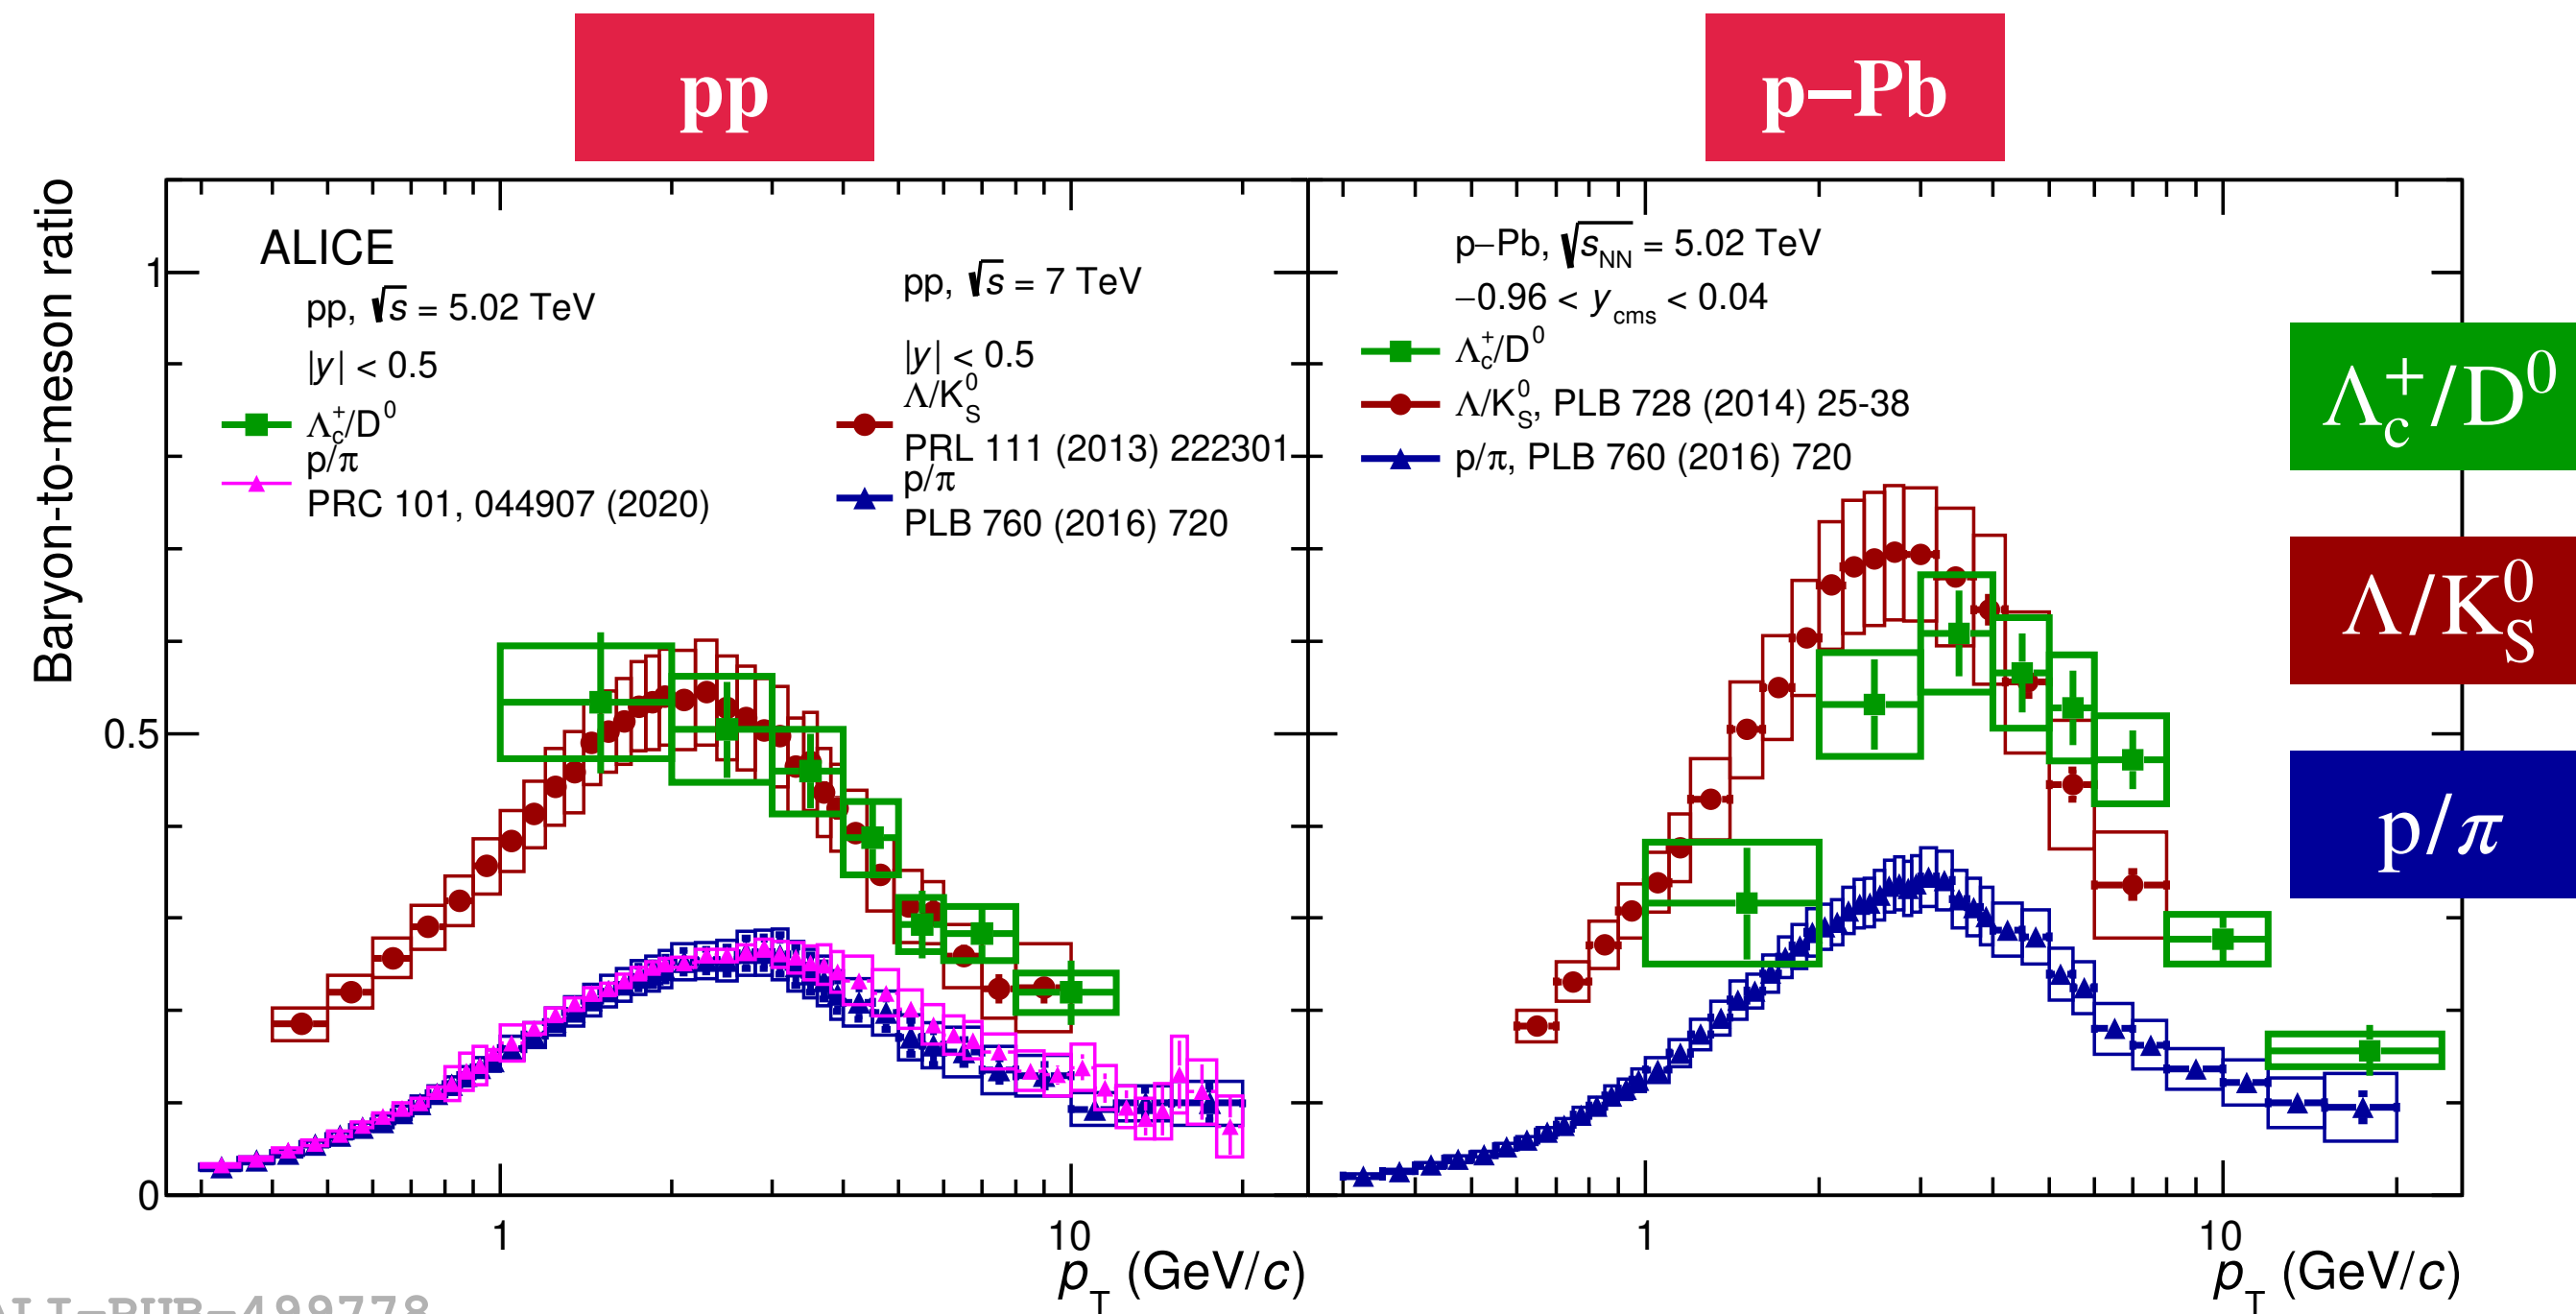 pp
p–Pb
Baryon-to-meson ratio
ALICE
pp, √s = 5.02 TeV
|y| < 0.5
Λc+/D0
p/π
PRC 101, 044907 (2020)
pp, √s = 7 TeV
|y| < 0.5
Λ/K0S
PRL 111 (2013) 222301
p/π
PLB 760 (2016) 720
p–Pb, √sNN = 5.02 TeV
−0.96 < ycms < 0.04
Λc+/D0
Λ/K0S, PLB 728 (2014) 25-38
p/π, PLB 760 (2016) 720
Λc+/D0
Λ/K0S
p/π
1
0.5
0
1
10
1
10
pT (GeV/c)
pT (GeV/c)
ALI-PUB-499778